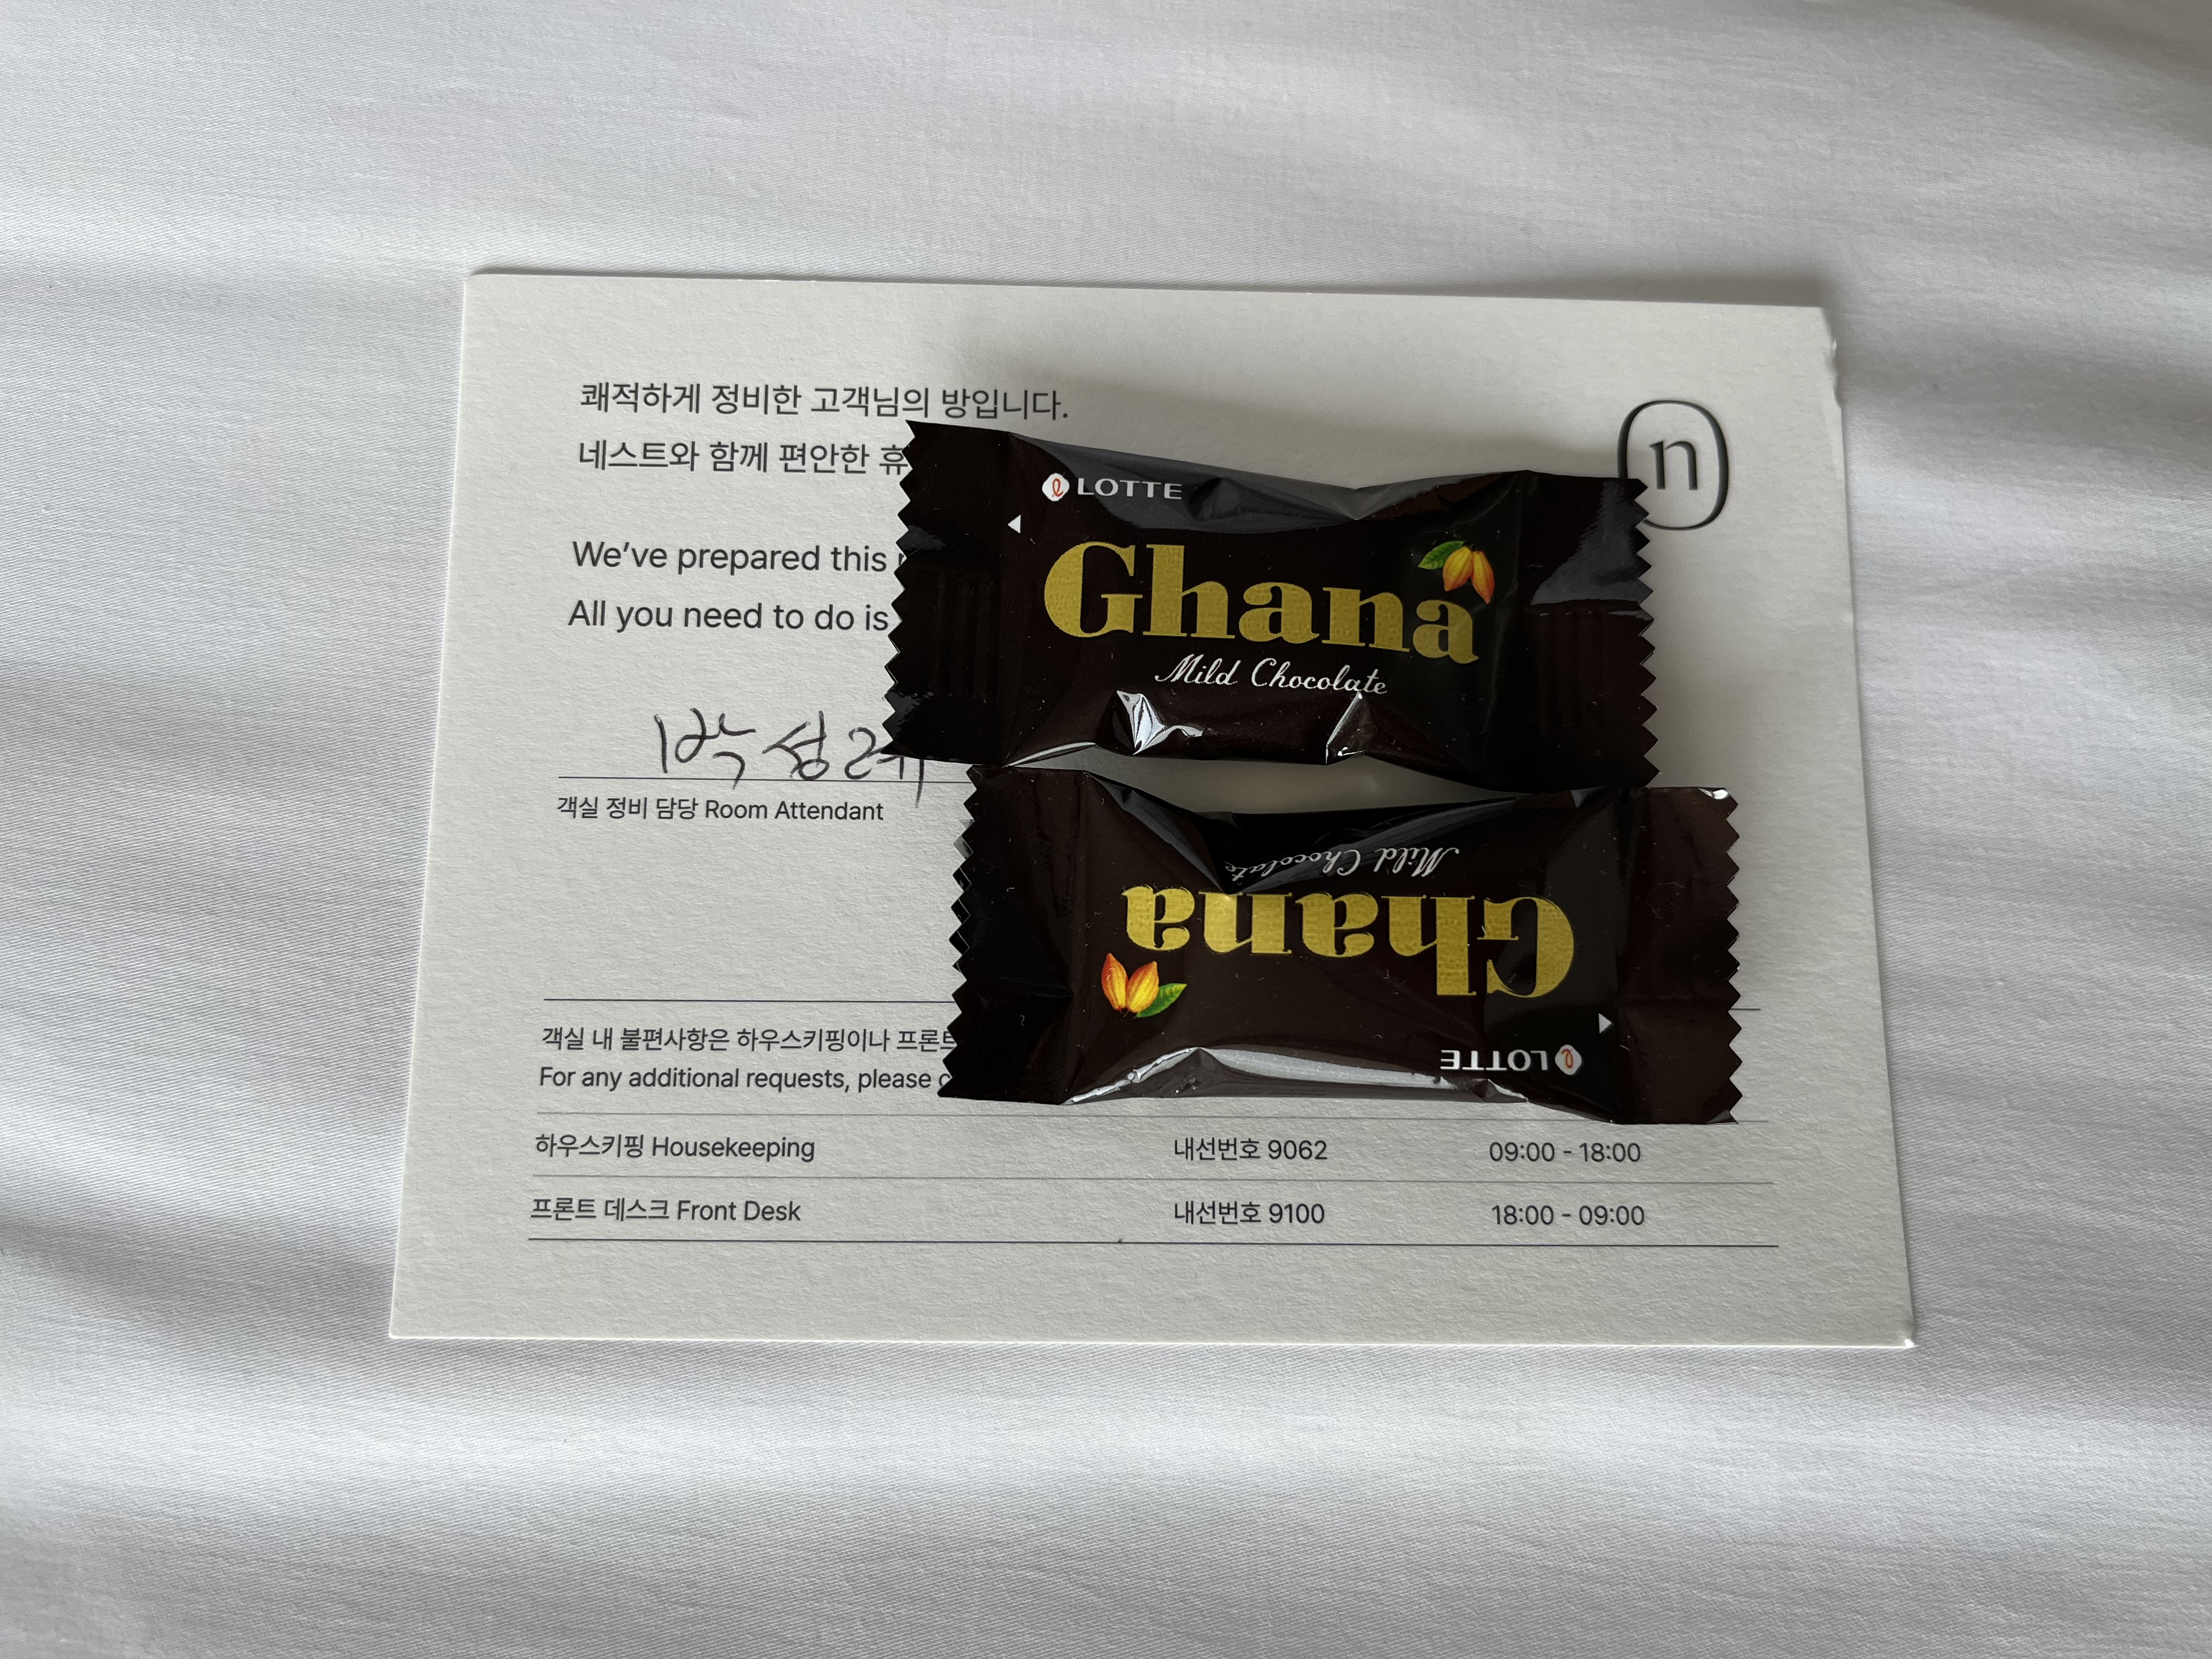 쾌적하게 정비한 고객님의 방입니다.
네스트와 함께 편안한
n
We've prepared this
All you need to do is
박성
객실 정비 담당 Room Attendant
LOTTE
Ghana
Mild Chocolate
Mild Chocolate
Ghana
LOTTE
객실 내 불편사항은 하우스키핑이나 프론트
For any additional requests, please
하우스키핑 Housekeeping 내선번호 9062 09:00 - 18:00
프론트 데스크 Front Desk 내선번호 9100 18:00 - 09:00